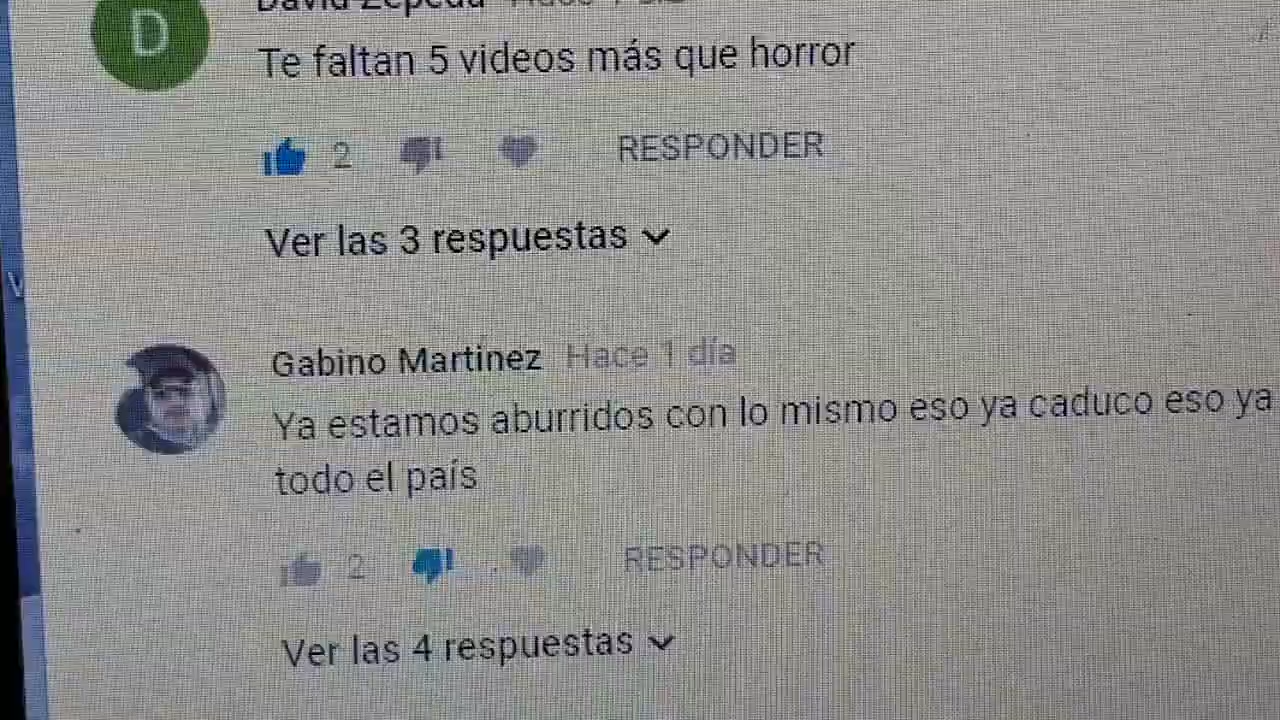 D
Te faltan 5 videos más que horror
2
RESPONDER
Ver las 3 respuestas
Gabino Martinez Hace 1 día
Ya estamos aburridos con lo mismo eso ya caduco eso ya
todo el país
2
RESPONDER
Ver las 4 respuestas